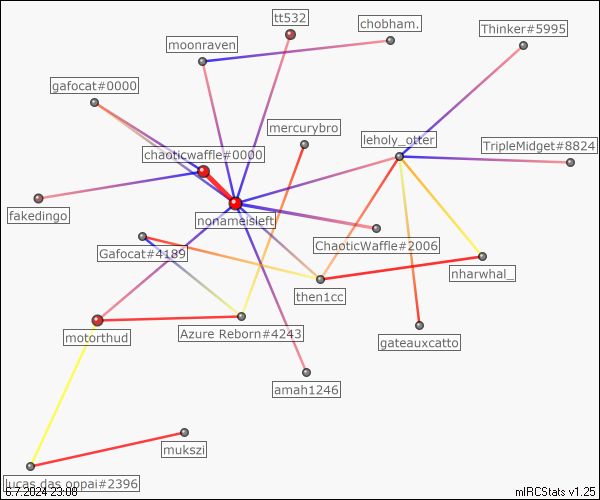 tt532
chobham.
moonraven
Thinker#5995
gafocat#0000
mercurybro
leholy_otter
chaoticwaffle#0000
TripleMidget#8824
fakedingo
nonameisleft
ChaoticWaffle#2006
Gafocat#4189
nharwhal_
then1cc
motorthud
Azure Reborn#4243
gateauxcatto
amah1246
mukszi
lucas das oppai#2396
6.7.2024 23:08
mIRCStats v1.25